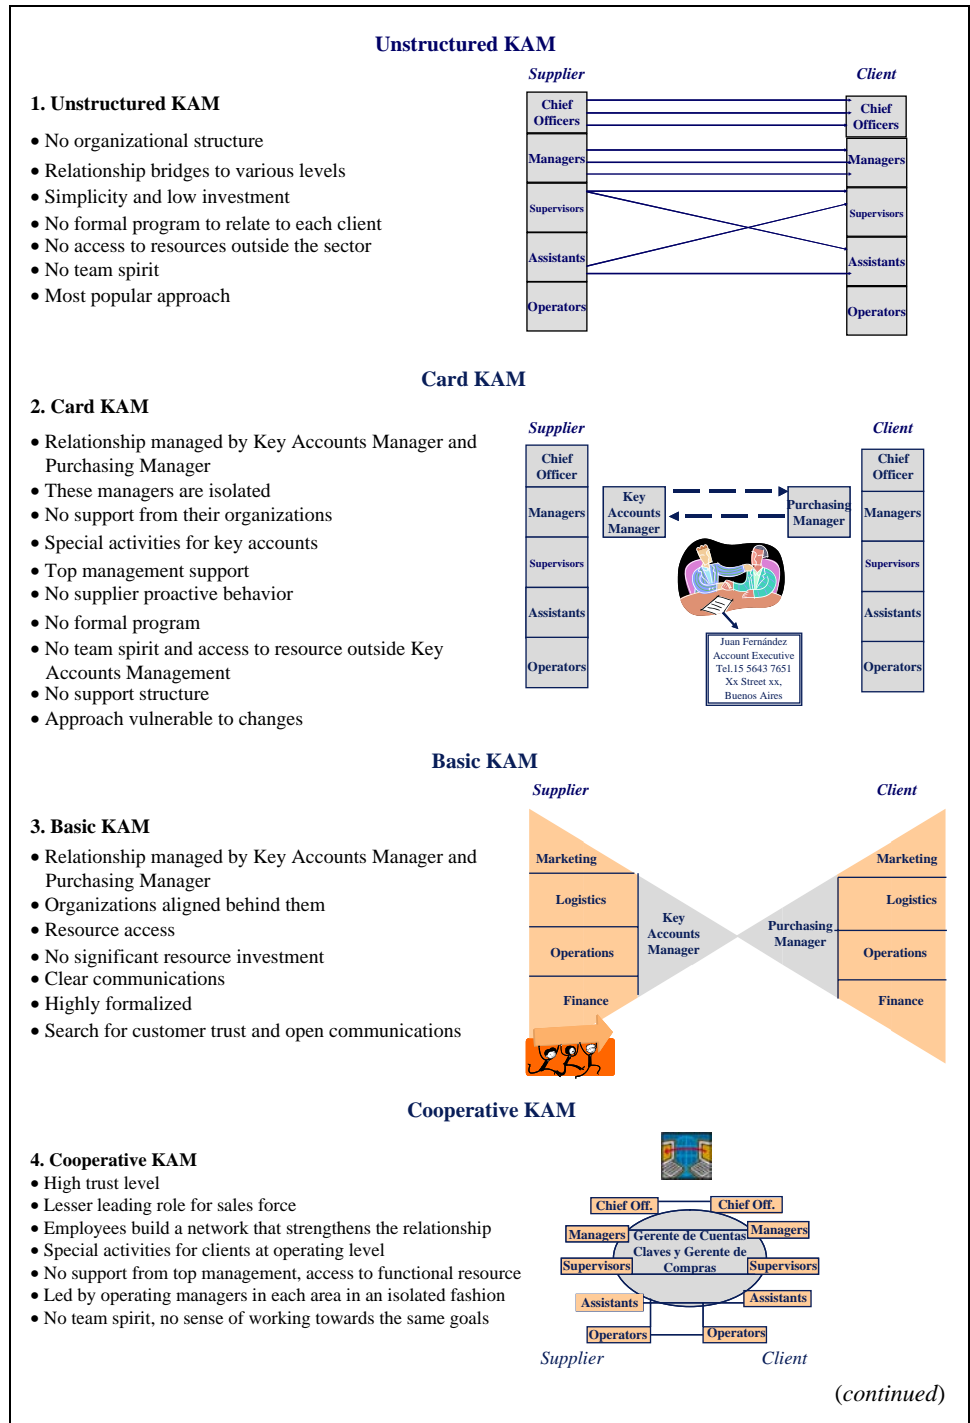 Unstructured KAM
1. Unstructured KAM
• No organizational structure
• Relationship bridges to various levels
• Simplicity and low investment
• No formal program to relate to each client
• No access to resources outside the sector
• No team spirit
• Most popular approach
Supplier
Client
Chief
Officers
Managers
Supervisors
Assistants
Operators
Chief
Officers
Managers
Supervisors
Assistants
Operators
Card KAM
2. Card KAM
• Relationship managed by Key Accounts Manager and
Purchasing Manager
• These managers are isolated
• No support from their organizations
• Special activities for key accounts
• Top management support
• No supplier proactive behavior
• No formal program
• No team spirit and access to resource outside Key
Accounts Management
• No support structure
• Approach vulnerable to changes
Supplier
Client
Chief
Officer
Managers
Supervisors
Assistants
Operators
Key
Accounts
Manager
Purchasing
Manager
Juan Fernández
Account Executive
Tel.15 5643 7651
Xx Street xx,
Buenos Aires
Chief
Officer
Managers
Supervisors
Assistants
Operators
Basic KAM
3. Basic KAM
• Relationship managed by Key Accounts Manager and
Purchasing Manager
• Organizations aligned behind them
• Resource access
• No significant resource investment
• Clear communications
• Highly formalized
• Search for customer trust and open communications
Supplier
Client
Marketing
Logistics
Operations
Finance
Key
Accounts
Manager
Purchasing
Manager
Marketing
Logistics
Operations
Finance
Cooperative KAM
4. Cooperative KAM
• High trust level
• Lesser leading role for sales force
• Employees build a network that strengthens the relationship
• Special activities for clients at operating level
• No support from top management, access to functional resource
• Led by operating managers in each area in an isolated fashion
• No team spirit, no sense of working towards the same goals
Chief Off.
Managers
Supervisors
Assistants
Operators
Gerente de Cuentas
Claves y Gerente de
Compras
Chief Off.
Managers
Supervisors
Assistants
Operators
Supplier
Client
(continued)